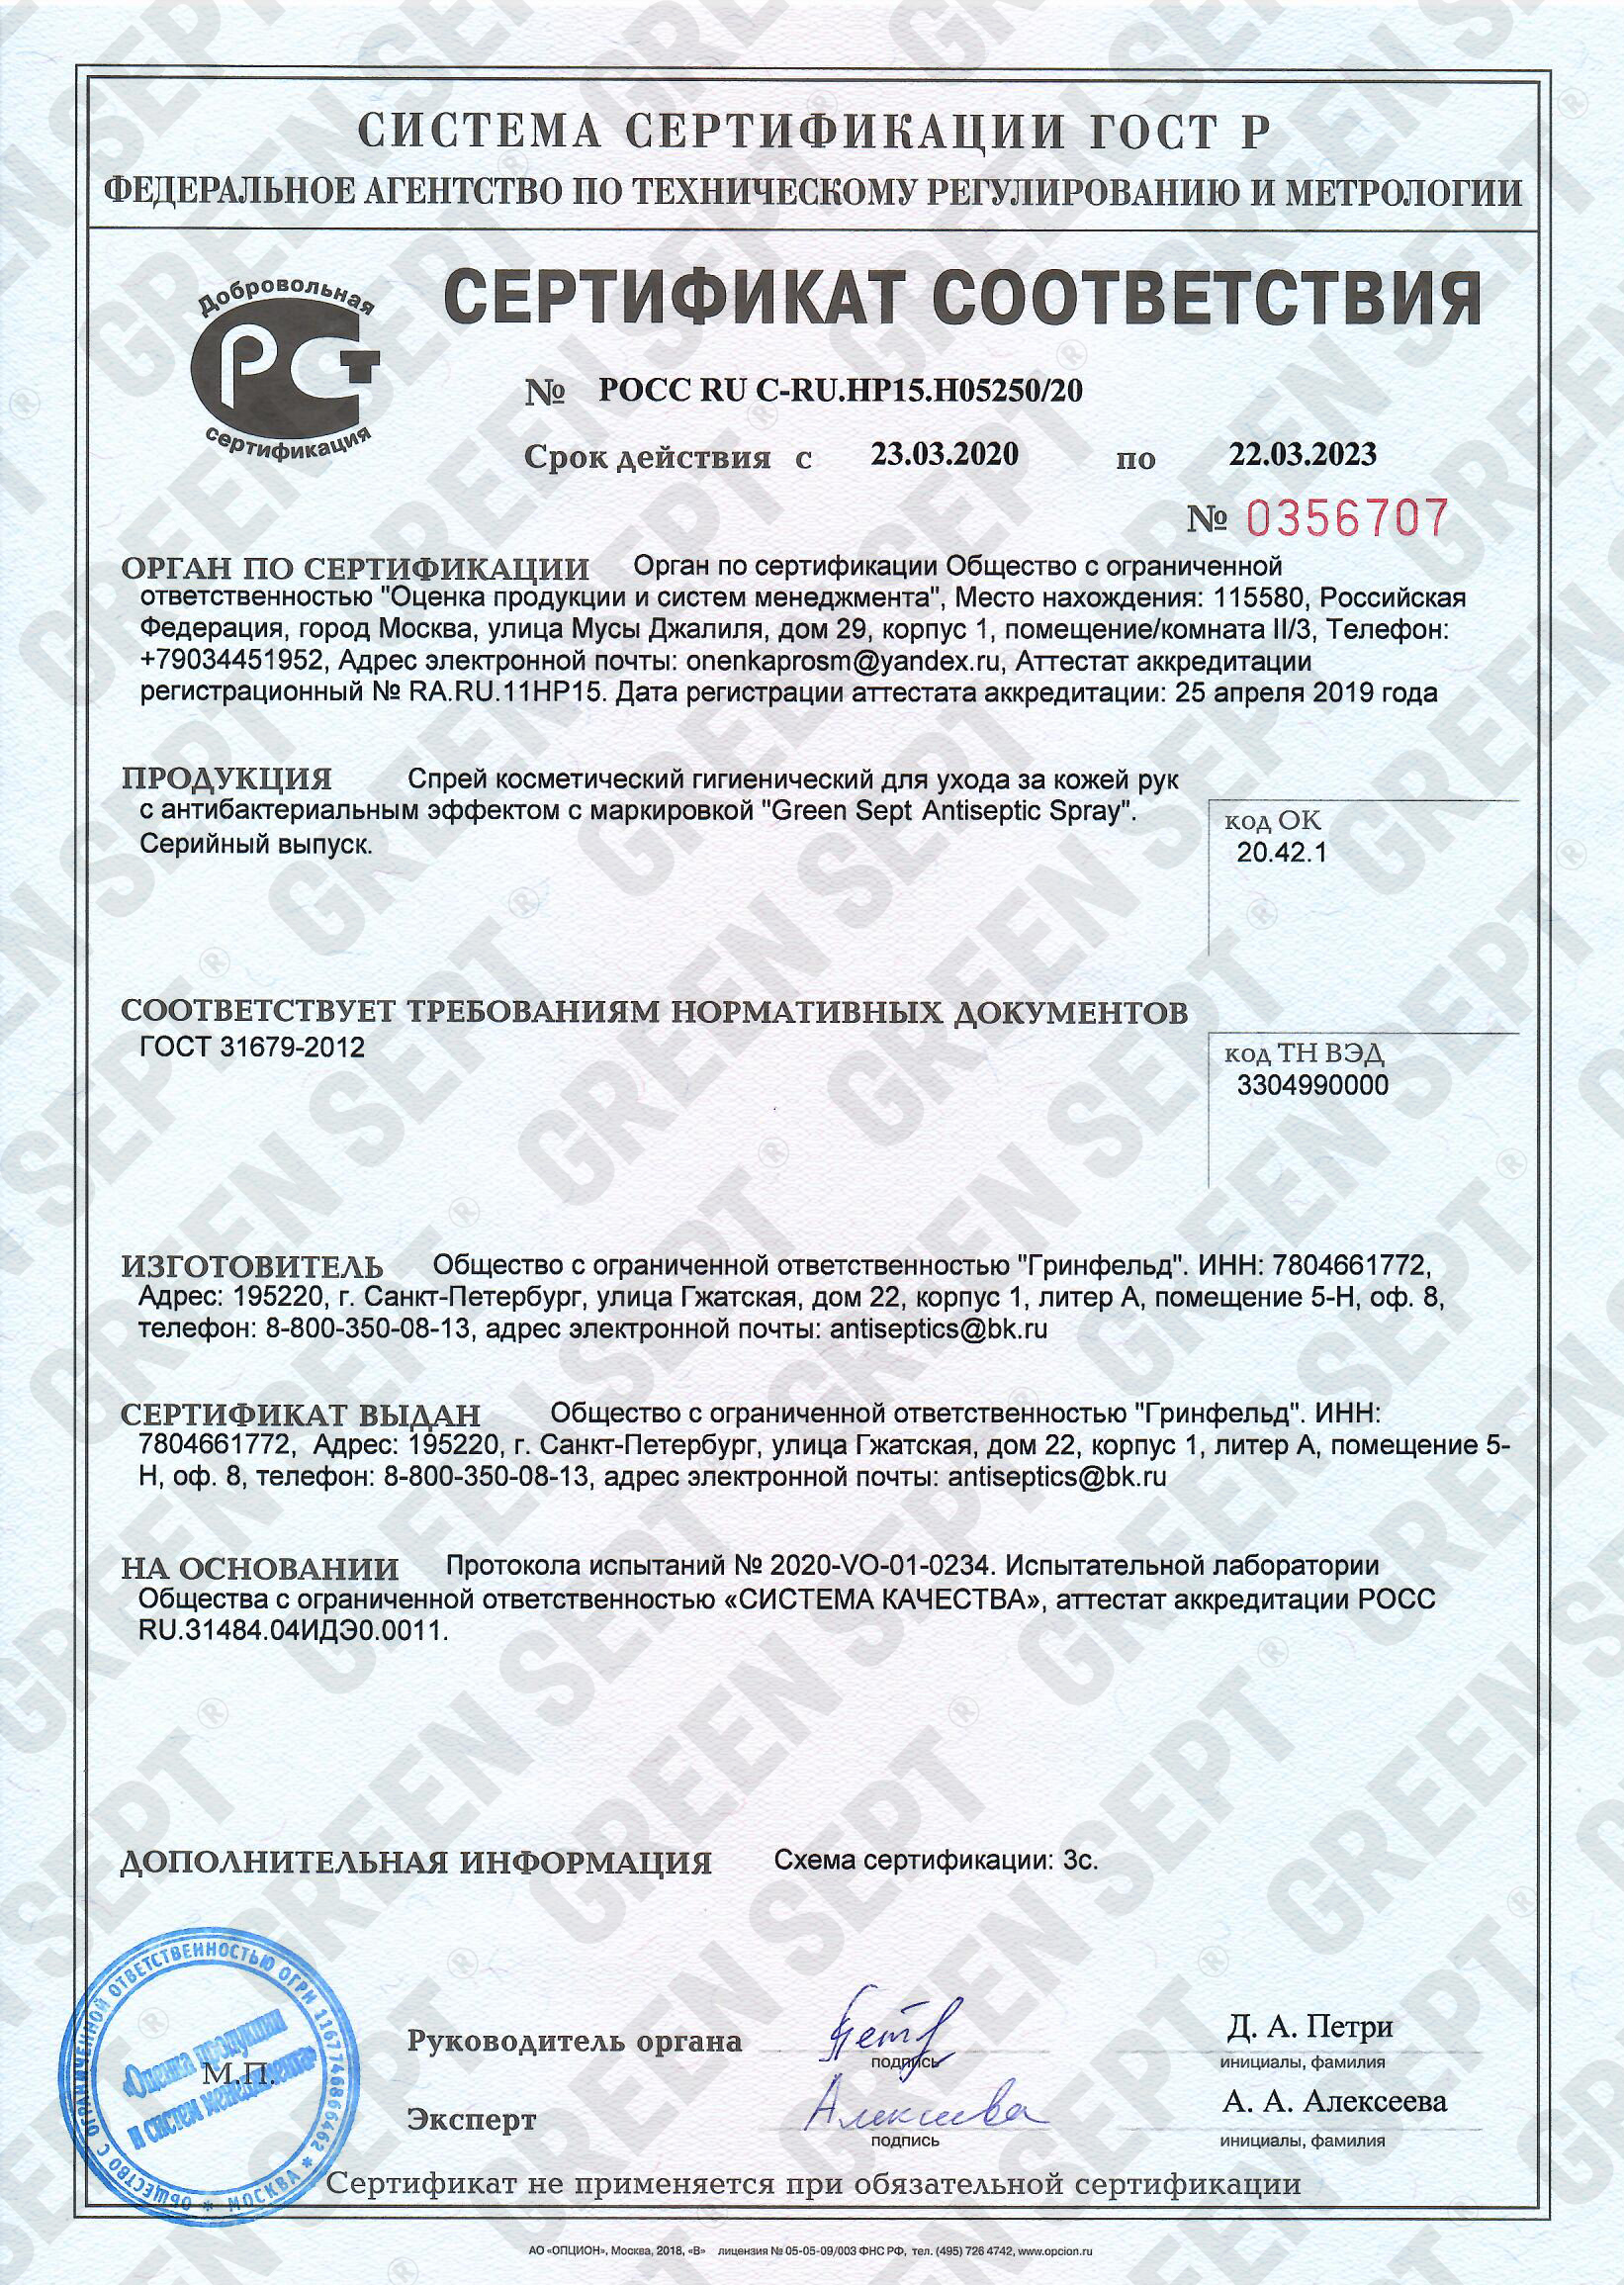 СИСТЕМА СЕРТИФИКАЦИИ ГОСТ Р
ФЕДЕРАЛЬНОЕ АГЕНТСТВО ПО ТЕХНИЧЕСКОМУ РЕГУЛИРОВАНИЮ И МЕТРОЛОГИИ
Добровольная
РСТ
сертификация
СЕРТИФИКАТ СООТВЕТСТВИЯ
№ РОСС RU C-RU.НР15.Н05250/20
Срок действия с 23.03.2020 по 22.03.2023
№ 0356707
ОРГАН ПО СЕРТИФИКАЦИИ Орган по сертификации Общество с ограниченной
ответственностью "Оценка продукции и систем менеджмента", Место нахождения: 115580, Российская
Федерация, город Москва, улица Мусы Джалиля, дом 29, корпус 1, помещение/комната II/3, Телефон:
+79034451952, Адрес электронной почты: onenkaprosm@yandex.ru, Аттестат аккредитации
регистрационный № RA.RU.11НР15. Дата регистрации аттестата аккредитации: 25 апреля 2019 года
ПРОДУКЦИЯ Спрей косметический гигиенический для ухода за кожей рук
с антибактериальным эффектом с маркировкой "Green Sept Antiseptic Spray".
Серийный выпуск.
код ОК
20.42.1
СООТВЕТСТВУЕТ ТРЕБОВАНИЯМ НОРМАТИВНЫХ ДОКУМЕНТОВ
ГОСТ 31679-2012
код ТН ВЭД
3304990000
ИЗГОТОВИТЕЛЬ Общество с ограниченной ответственностью "Гринфельд". ИНН: 7804661772,
Адрес: 195220, г. Санкт-Петербург, улица Гжатская, дом 22, корпус 1, литер А, помещение 5-Н, оф. 8,
телефон: 8-800-350-08-13, адрес электронной почты: antiseptics@bk.ru
СЕРТИФИКАТ ВЫДАН Общество с ограниченной ответственностью "Гринфельд". ИНН:
7804661772, Адрес: 195220, г. Санкт-Петербург, улица Гжатская, дом 22, корпус 1, литер А, помещение 5-
Н, оф. 8, телефон: 8-800-350-08-13, адрес электронной почты: antiseptics@bk.ru
НА ОСНОВАНИИ Протокола испытаний № 2020-VO-01-0234. Испытательной лаборатории
Общества с ограниченной ответственностью «СИСТЕМА КАЧЕСТВА», аттестат аккредитации РОСС
RU.31484.04ИДЭ0.0011.
ДОПОЛНИТЕЛЬНАЯ ИНФОРМАЦИЯ Схема сертификации: 3с.
ОБЩЕСТВО С ОГРАНИЧЕННОЙ ОТВЕТСТВЕННОСТЬЮ ОГРН 1167746866462 * МОСКВА *
«Оценка продукции
и систем менеджмента»
М.П.
Руководитель органа Петр Д. А. Петри
подпись инициалы, фамилия
Эксперт Алексеева А. А. Алексеева
подпись инициалы, фамилия
Сертификат не применяется при обязательной сертификации
АО «ОПЦИОН», Москва, 2018, «В» лицензия № 05-05-09/003 ФНС РФ, тел. (495) 726 4742, www.opcion.ru
GREEN SEPT ®